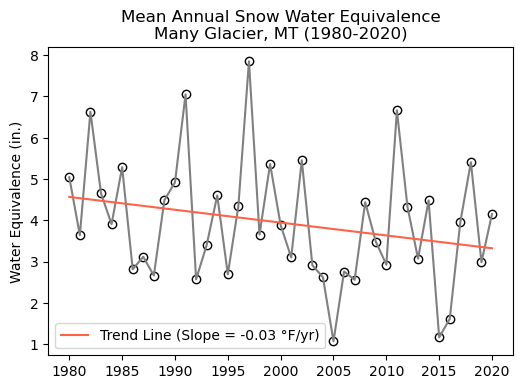 Mean Annual Snow Water Equivalence
Many Glacier, MT (1980-2020)
Water Equivalence (in.)
8
7
6
5
4
3
2
1
Trend Line (Slope = -0.03 °F/yr)
1980 1985 1990 1995 2000 2005 2010 2015 2020